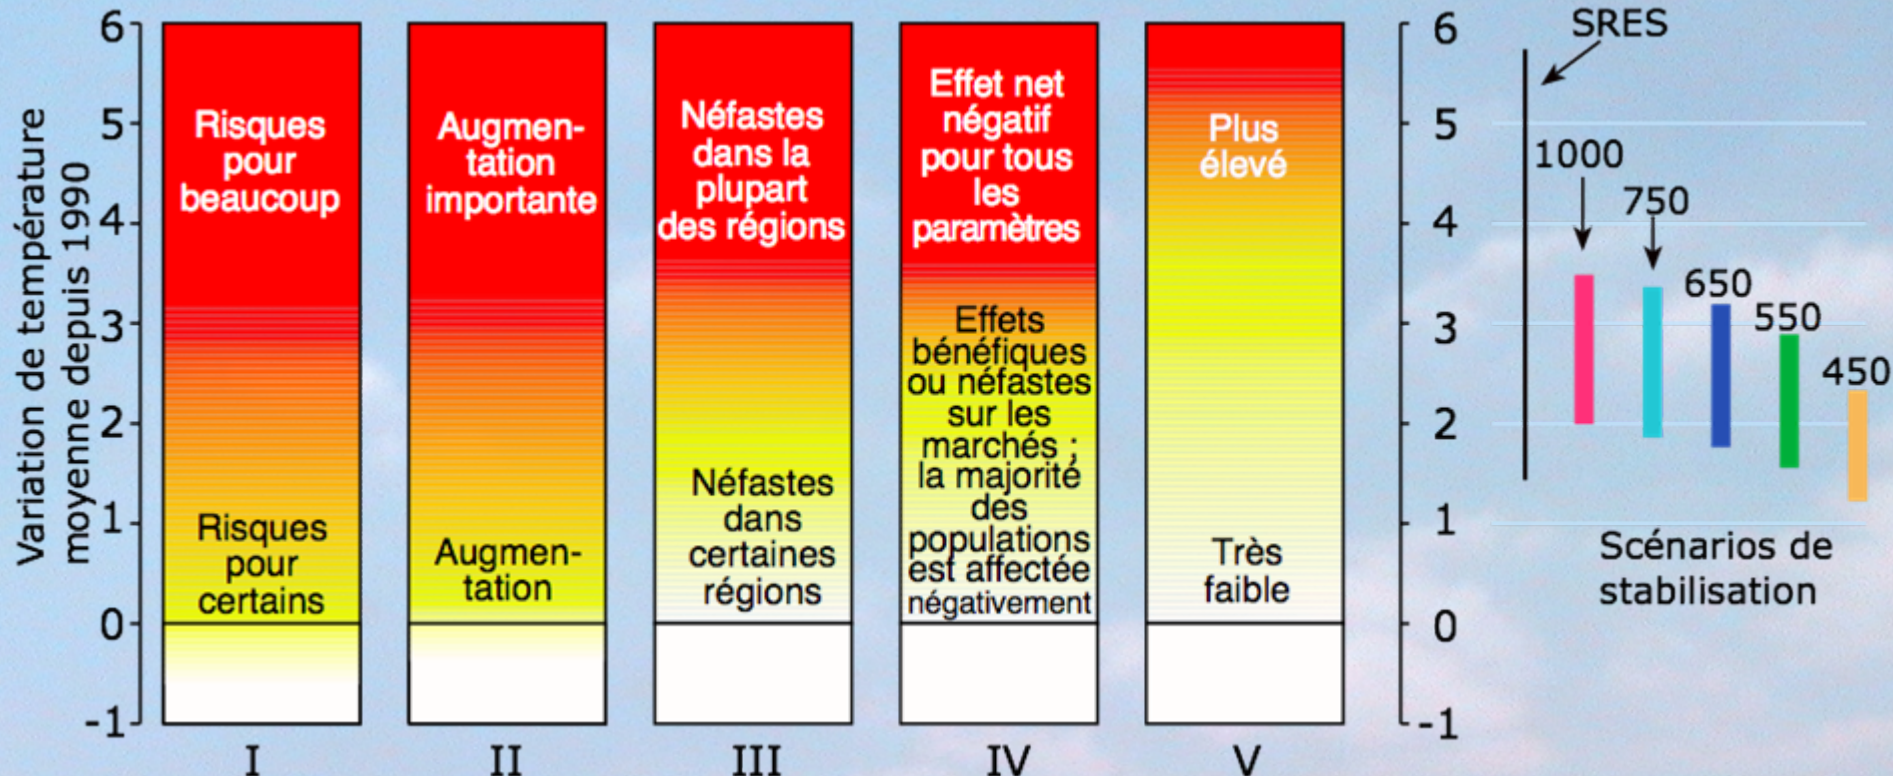 Variation de température
moyenne depuis 1990
6
5
4
3
2
1
0
-1
Risques
pour
beaucoup
Risques
pour
certains
I
Augmen-
tation
importante
Augmen-
tation
II
Néfastes
dans la
plupart
des régions
Néfastes
dans
certaines
régions
III
Effet net
négatif
pour tous
les
paramètres
Effets
bénéfiques
ou néfastes
sur les
marchés ;
la majorité
des
populations
est affectée
négativement
IV
Plus
élevé
Très
faible
V
6
5
4
3
2
1
0
-1
SRES
1000
750
650
550
450
Scénarios de
stabilisation